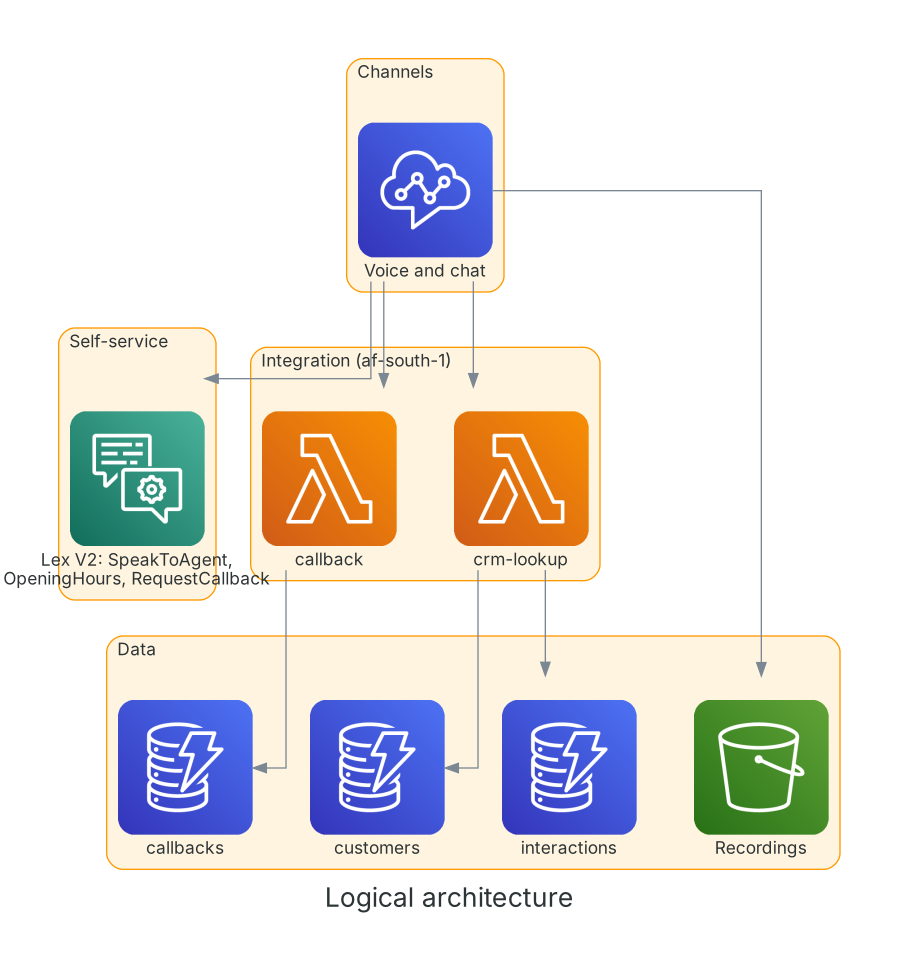 Channels
Voice and chat
Self-service
Integration (af-south-1)
Lex V2: SpeakToAgent,
OpeningHours, RequestCallback
callback
crm-lookup
Data
callbacks
customers
interactions
Recordings
Logical architecture